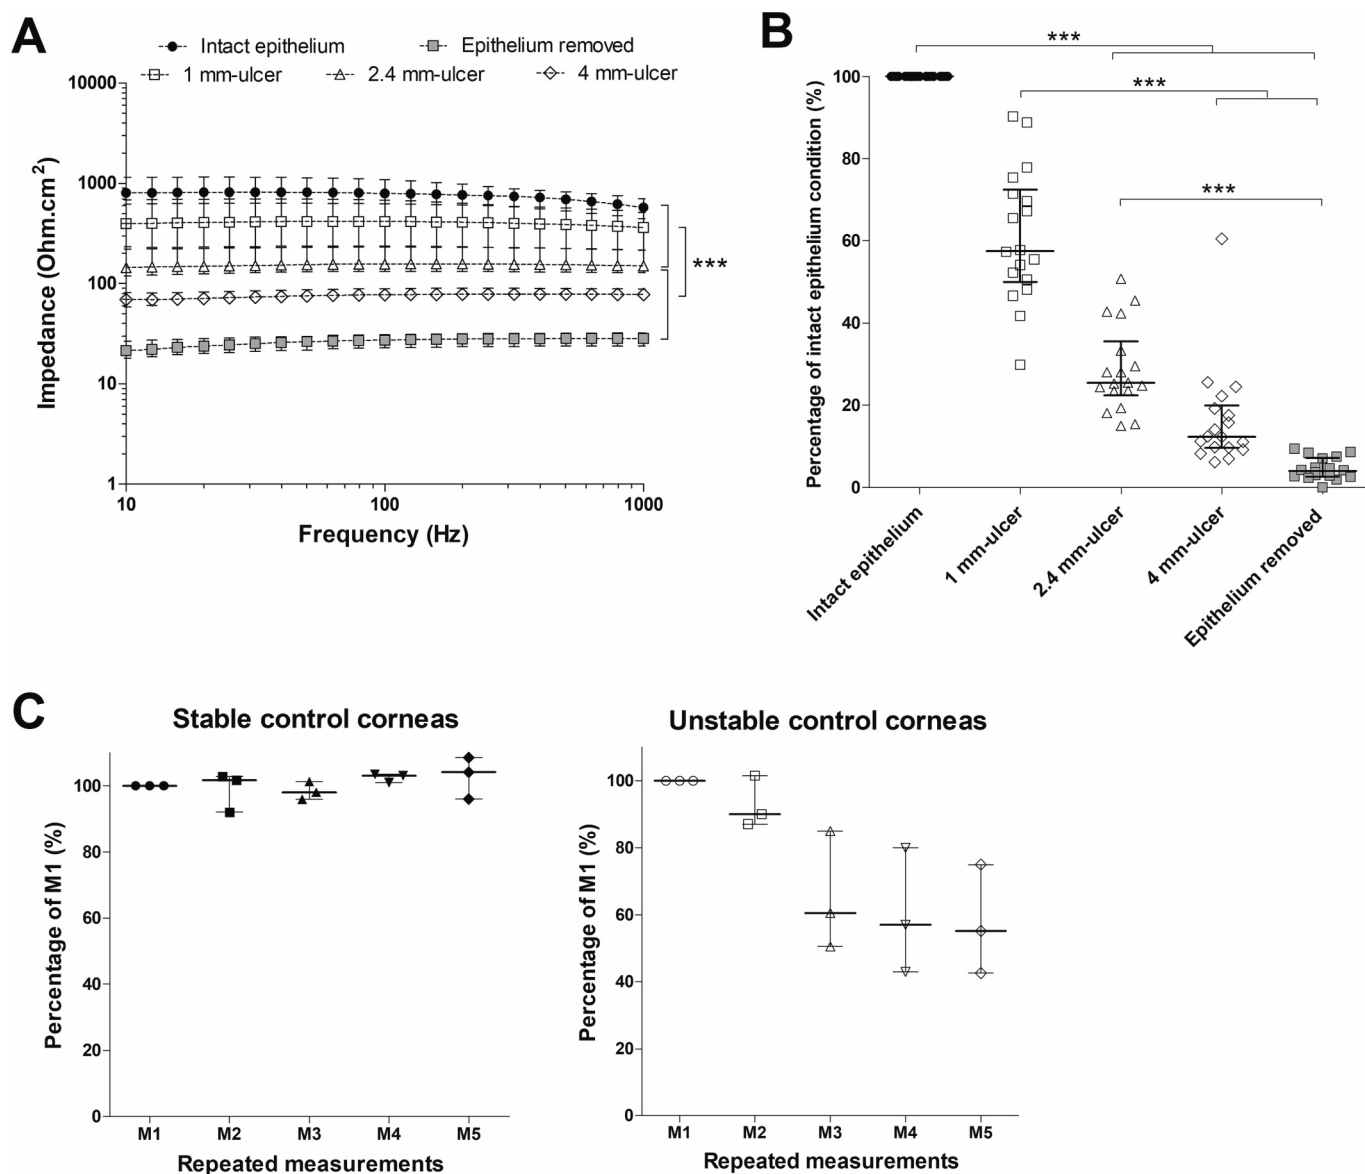 A
Intact epithelium
Epithelium removed
1 mm-ulcer
2.4 mm-ulcer
4 mm-ulcer
Impedance (Ohm.cm²)
10000
1000
100
10
1
***
10
100
1000
Frequency (Hz)
B
***
***
***
Percentage of intact epithelium condition (%)
100
80
60
40
20
0
Intact epithelium
1 mm-ulcer
2.4 mm-ulcer
4 mm-ulcer
Epithelium removed
C
Stable control corneas
Percentage of M1 (%)
100
80
60
40
20
0
M1
M2
M3
M4
M5
Repeated measurements
Unstable control corneas
Percentage of M1 (%)
100
80
60
40
20
0
M1
M2
M3
M4
M5
Repeated measurements